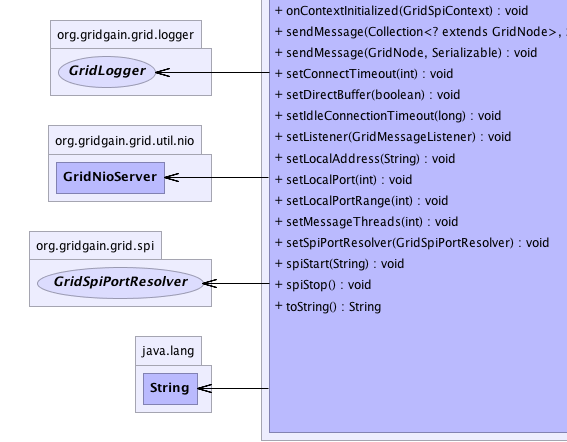 org.gridgain.grid.logger
GridLogger
org.gridgain.grid.util.nio
GridNioServer
org.gridgain.grid.spi
GridSpiPortResolver
java.lang
String
+ onContextInitialized(GridSpiContext) : void
+ sendMessage(Collection<? extends GridNode>,
+ sendMessage(GridNode, Serializable) : void
+ setConnectTimeout(int) : void
+ setDirectBuffer(boolean) : void
+ setIdleConnectionTimeout(long) : void
+ setListener(GridMessageListener) : void
+ setLocalAddress(String) : void
+ setLocalPort(int) : void
+ setLocalPortRange(int) : void
+ setMessageThreads(int) : void
+ setSpiPortResolver(GridSpiPortResolver) : void
+ spiStart(String) : void
+ spiStop() : void
+ toString() : String